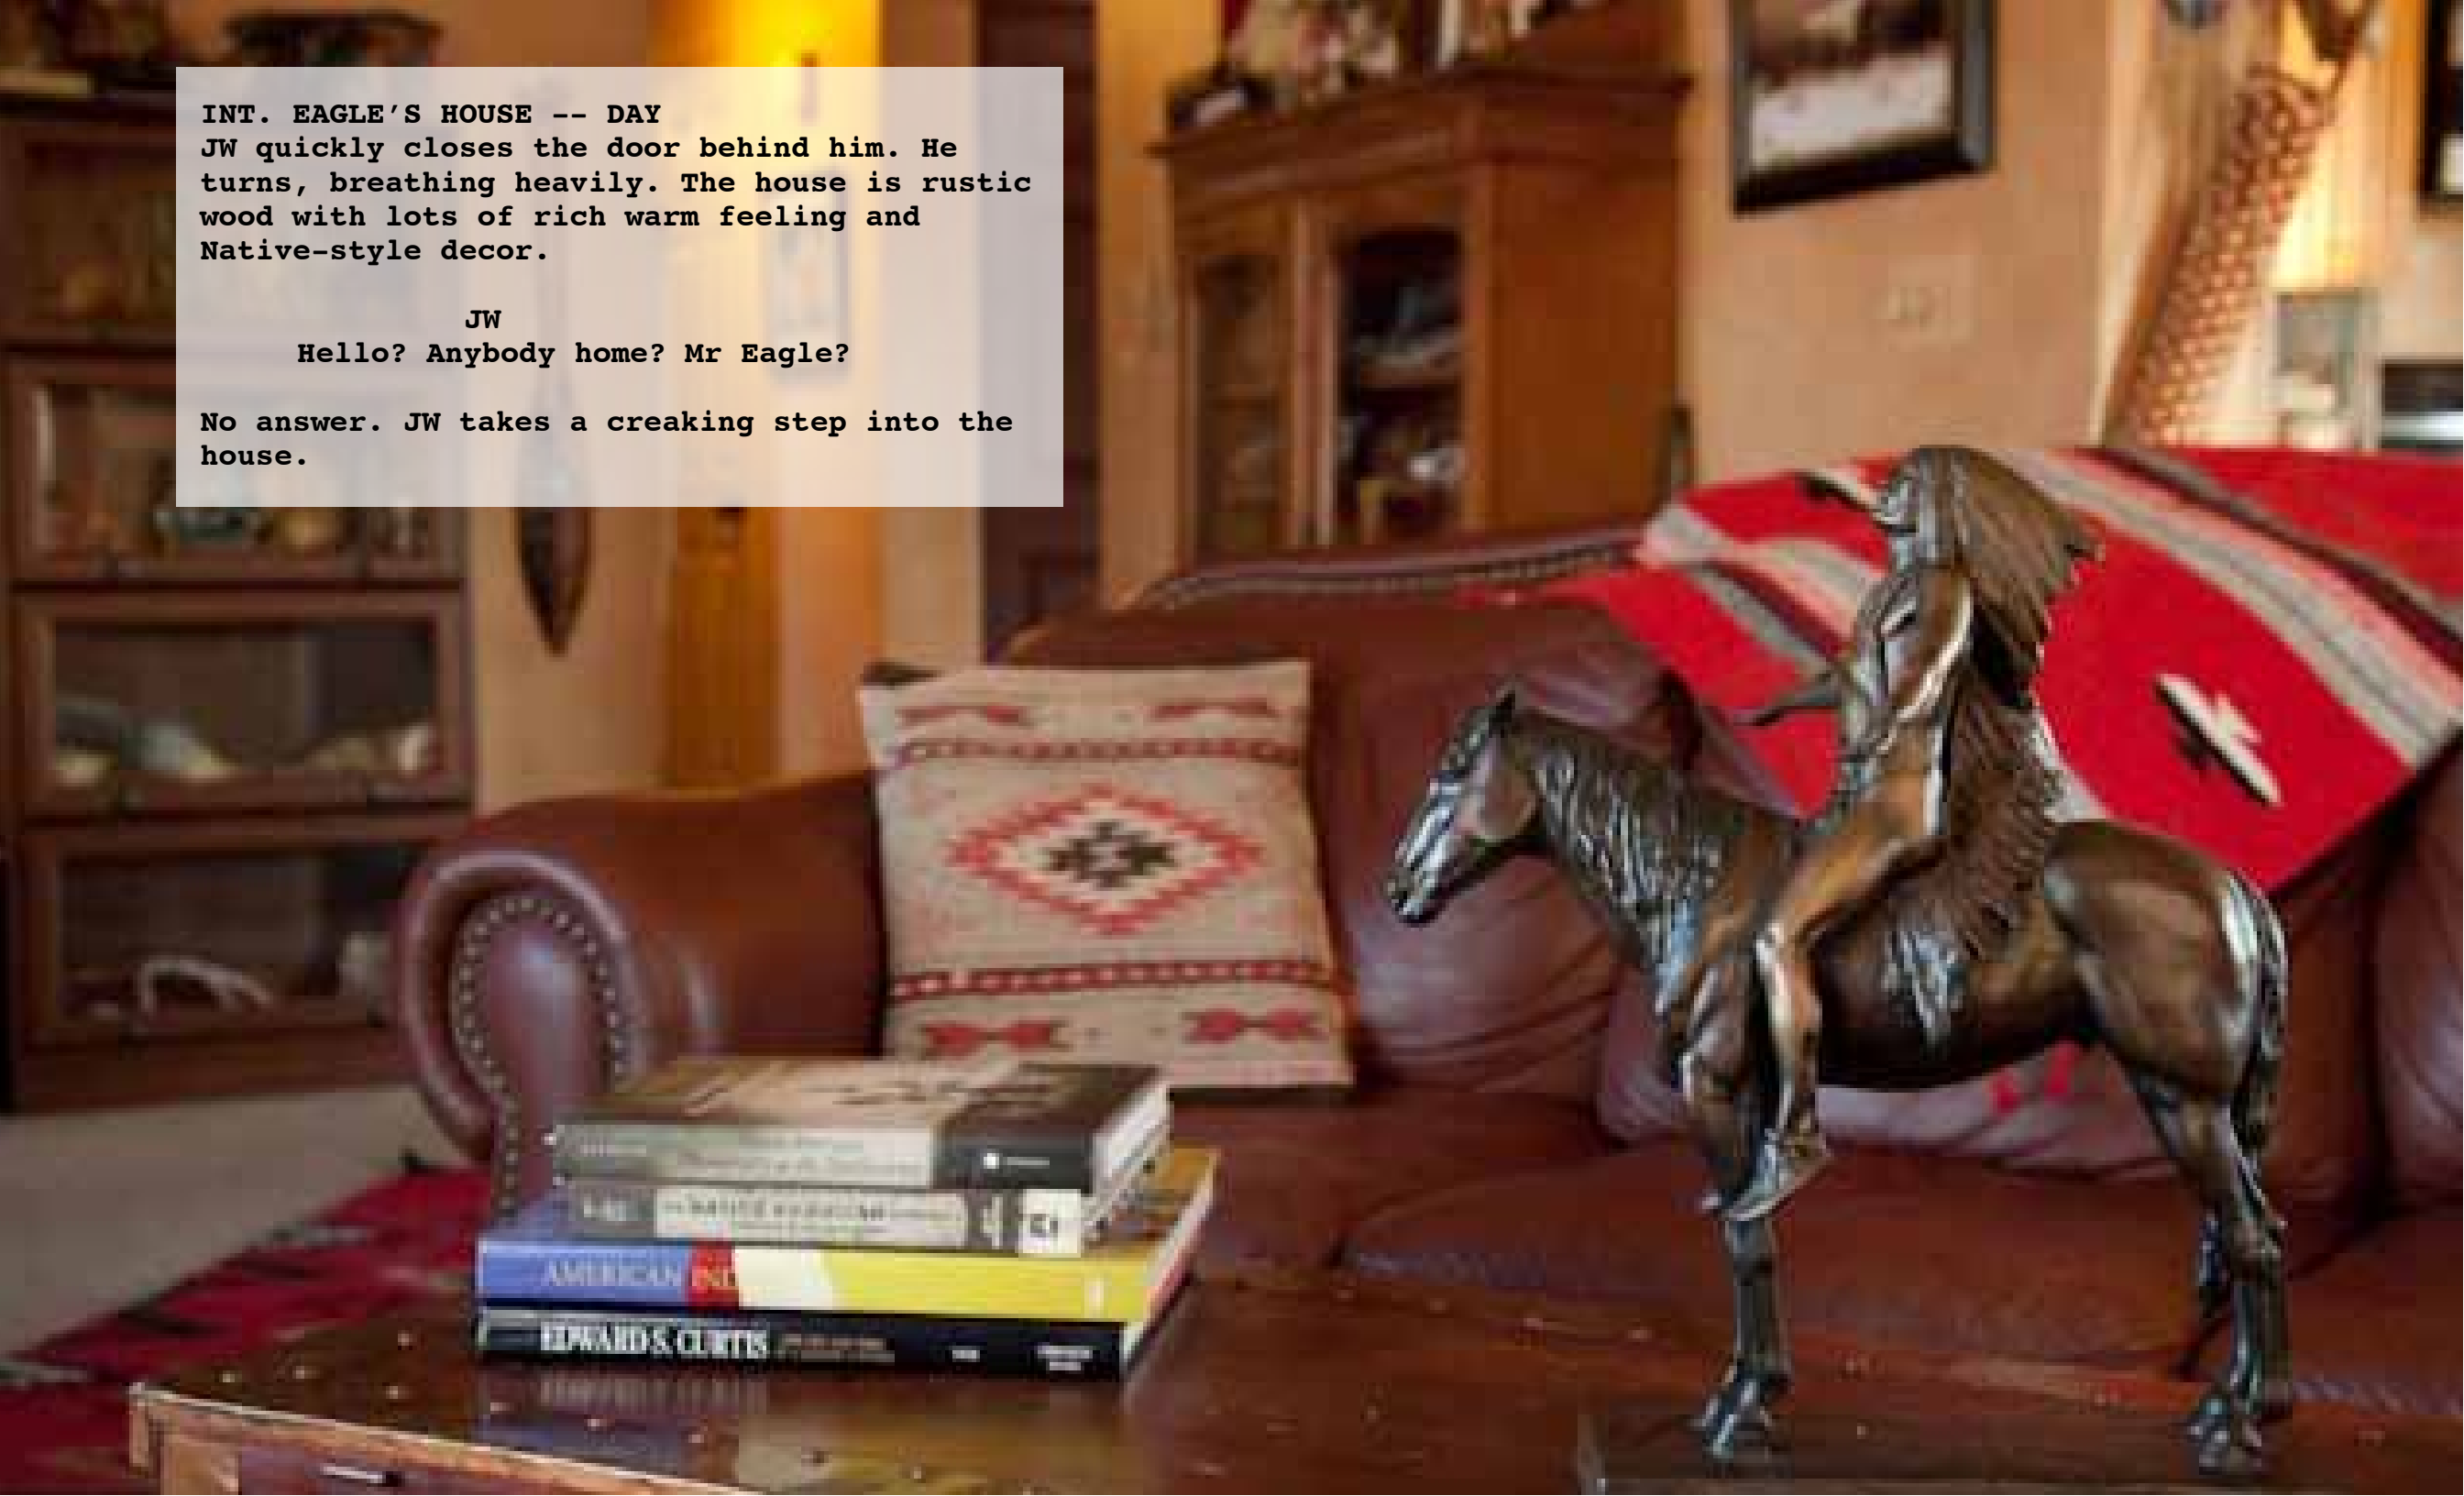 INT. EAGLE’S HOUSE -- DAY
JW quickly closes the door behind him. He
turns, breathing heavily. The house is rustic
wood with lots of rich warm feeling and
Native-style decor.
JW
Hello? Anybody home? Mr Eagle?
No answer. JW takes a creaking step into the
house.
AMERICAN
EDWARD S. CURTIS